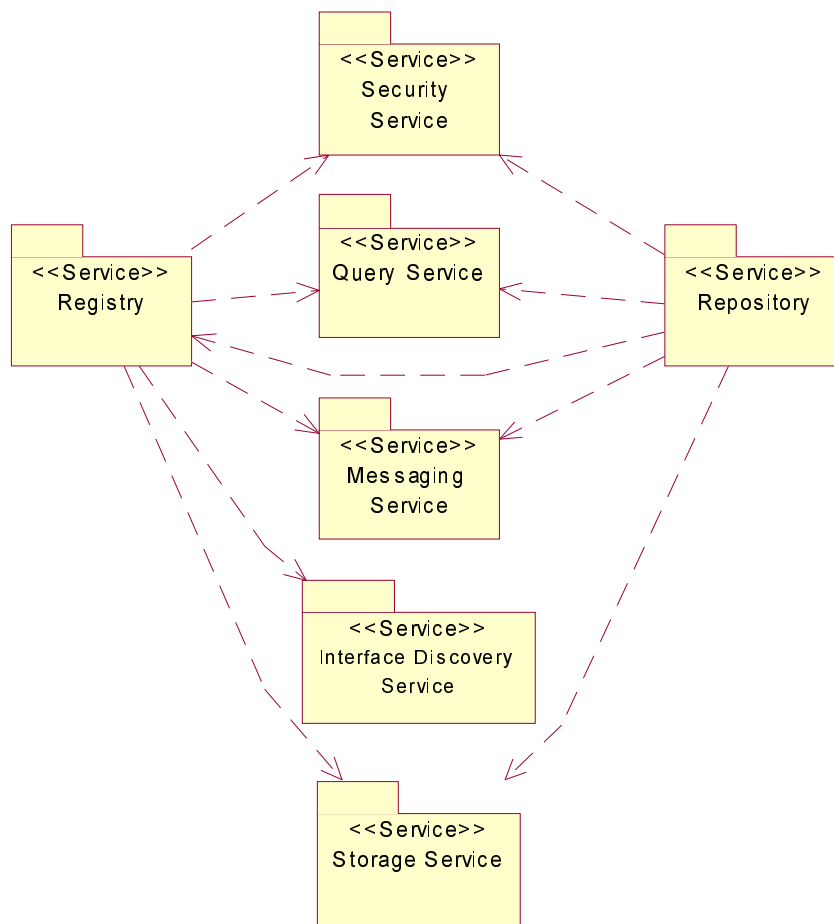 <<Service>>
Security
Service
<<Service>>
Registry
<<Service>>
Query Service
<<Service>>
Repository
<<Service>>
Messaging
Service
<<Service>>
Interface Discovery
Service
<<Service>>
Storage Service